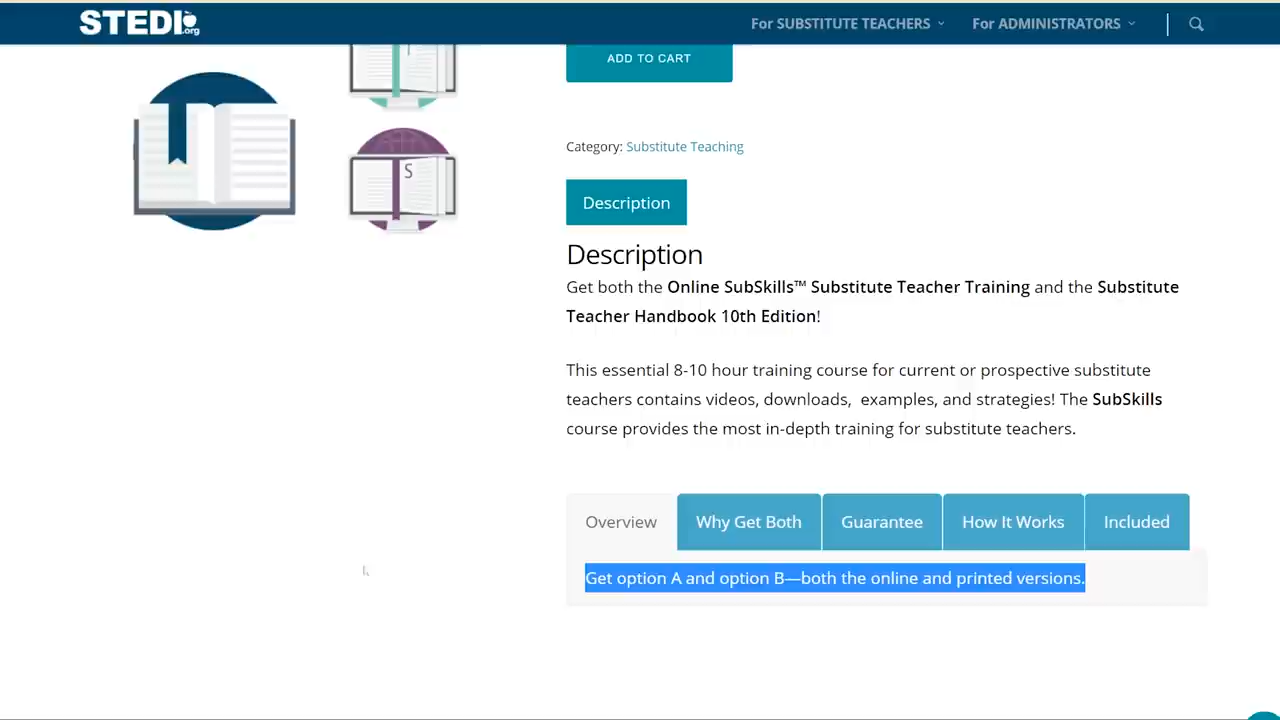 STEDI.org
For SUBSTITUTE TEACHERS
For ADMINISTRATORS
ADD TO CART
S
Category: Substitute Teaching
Description
Description
Get both the Online SubSkills™ Substitute Teacher Training and the Substitute
Teacher Handbook 10th Edition!
This essential 8-10 hour training course for current or prospective substitute
teachers contains videos, downloads, examples, and strategies! The SubSkills
course provides the most in-depth training for substitute teachers.
Overview
Why Get Both
Guarantee
How It Works
Included
Get option A and option B—both the online and printed versions.